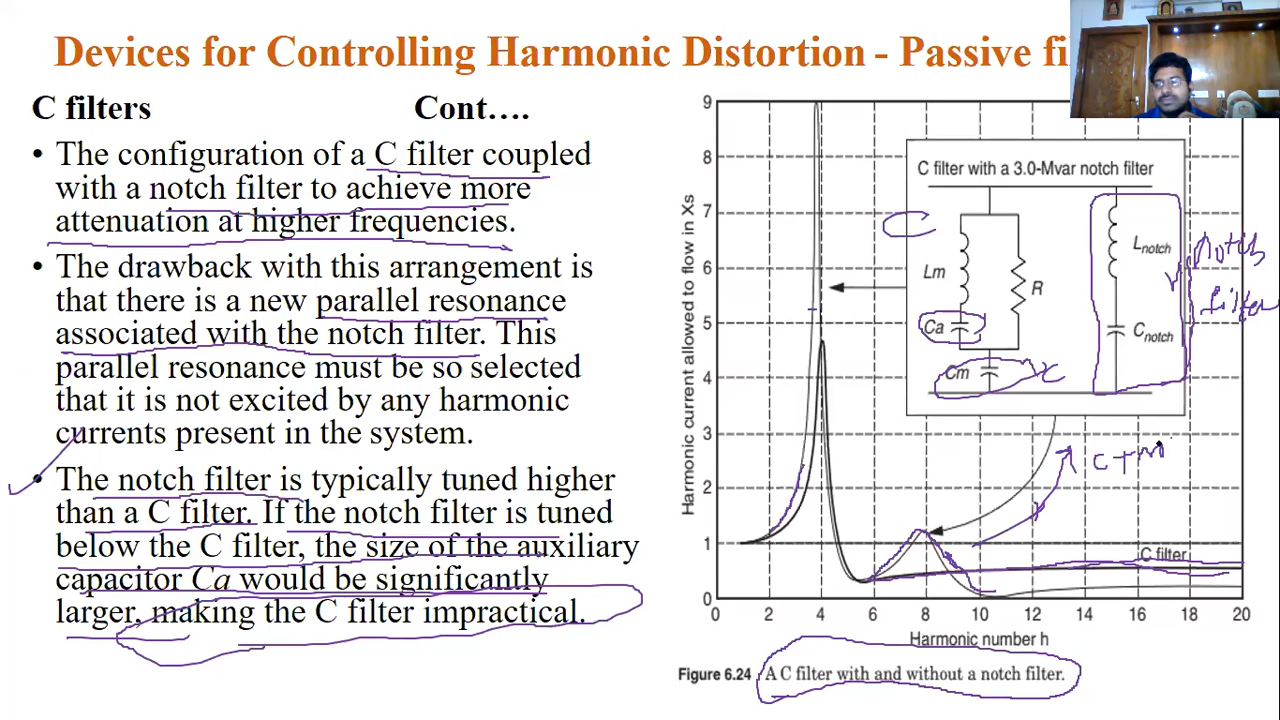 Devices for Controlling Harmonic Distortion - Passive
C filters
Cont….
• The configuration of a C filter coupled
with a notch filter to achieve more
attenuation at higher frequencies.
• The drawback with this arrangement is
that there is a new parallel resonance
associated with the notch filter. This
parallel resonance must be so selected
that it is not excited by any harmonic
currents present in the system.
• The notch filter is typically tuned higher
than a C filter. If the notch filter is tuned
below the C filter, the size of the auxiliary
capacitor Ca would be significantly
larger, making the C filter impractical.
Harmonic current allowed to flow in Xs
9
8
7
6
5
4
3
2
1
0
C filter with a 3.0-Mvar notch filter
Lm
R
Ca
Cm
Lnotch
Cnotch
notch
filter
C
C+n
C filter
0 2 4 6 8 10 12 14 16 18 20
Harmonic number h
Figure 6.24 A C filter with and without a notch filter.